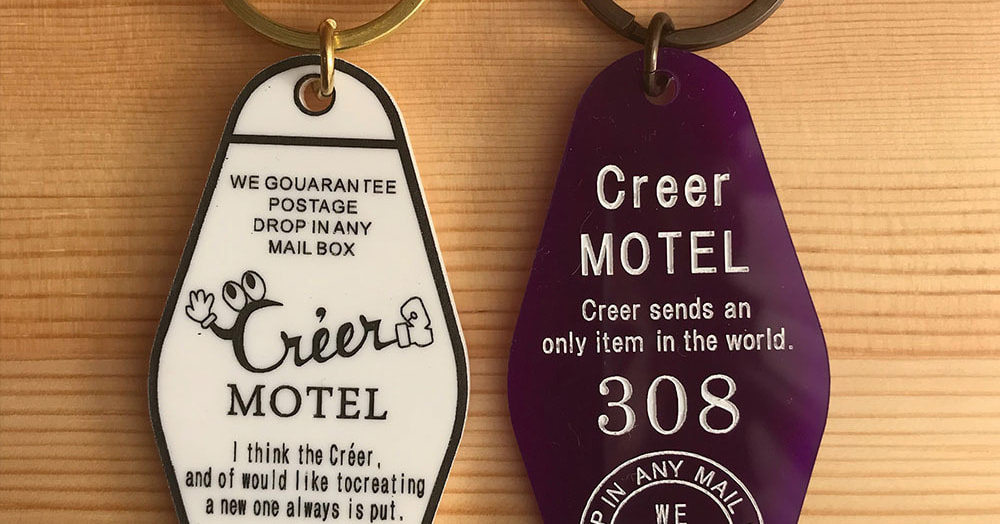 WE GOUARANTEE
POSTAGE
DROP IN ANY
MAIL BOX
Créer
MOTEL
I think the Créer,
and of would like tocreating
a new one always is put.
Creer
MOTEL
Creer sends an
only item in the world.
308
P IN ANY MAIL
WE